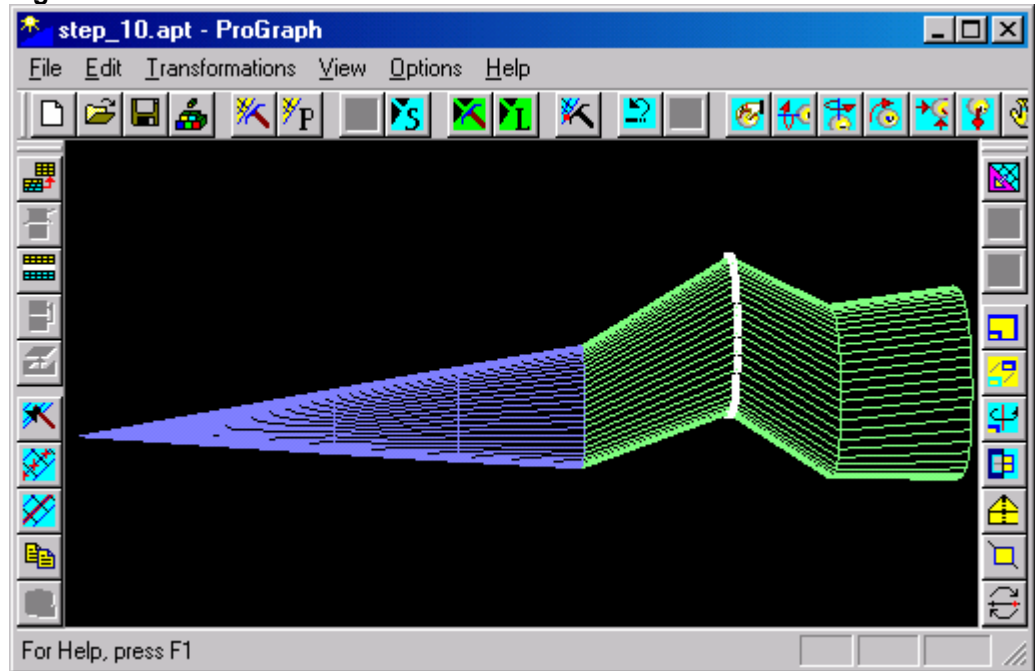 step_10.apt - ProGraph
File Edit Transformations View Options Help
P S L
For Help, press F1